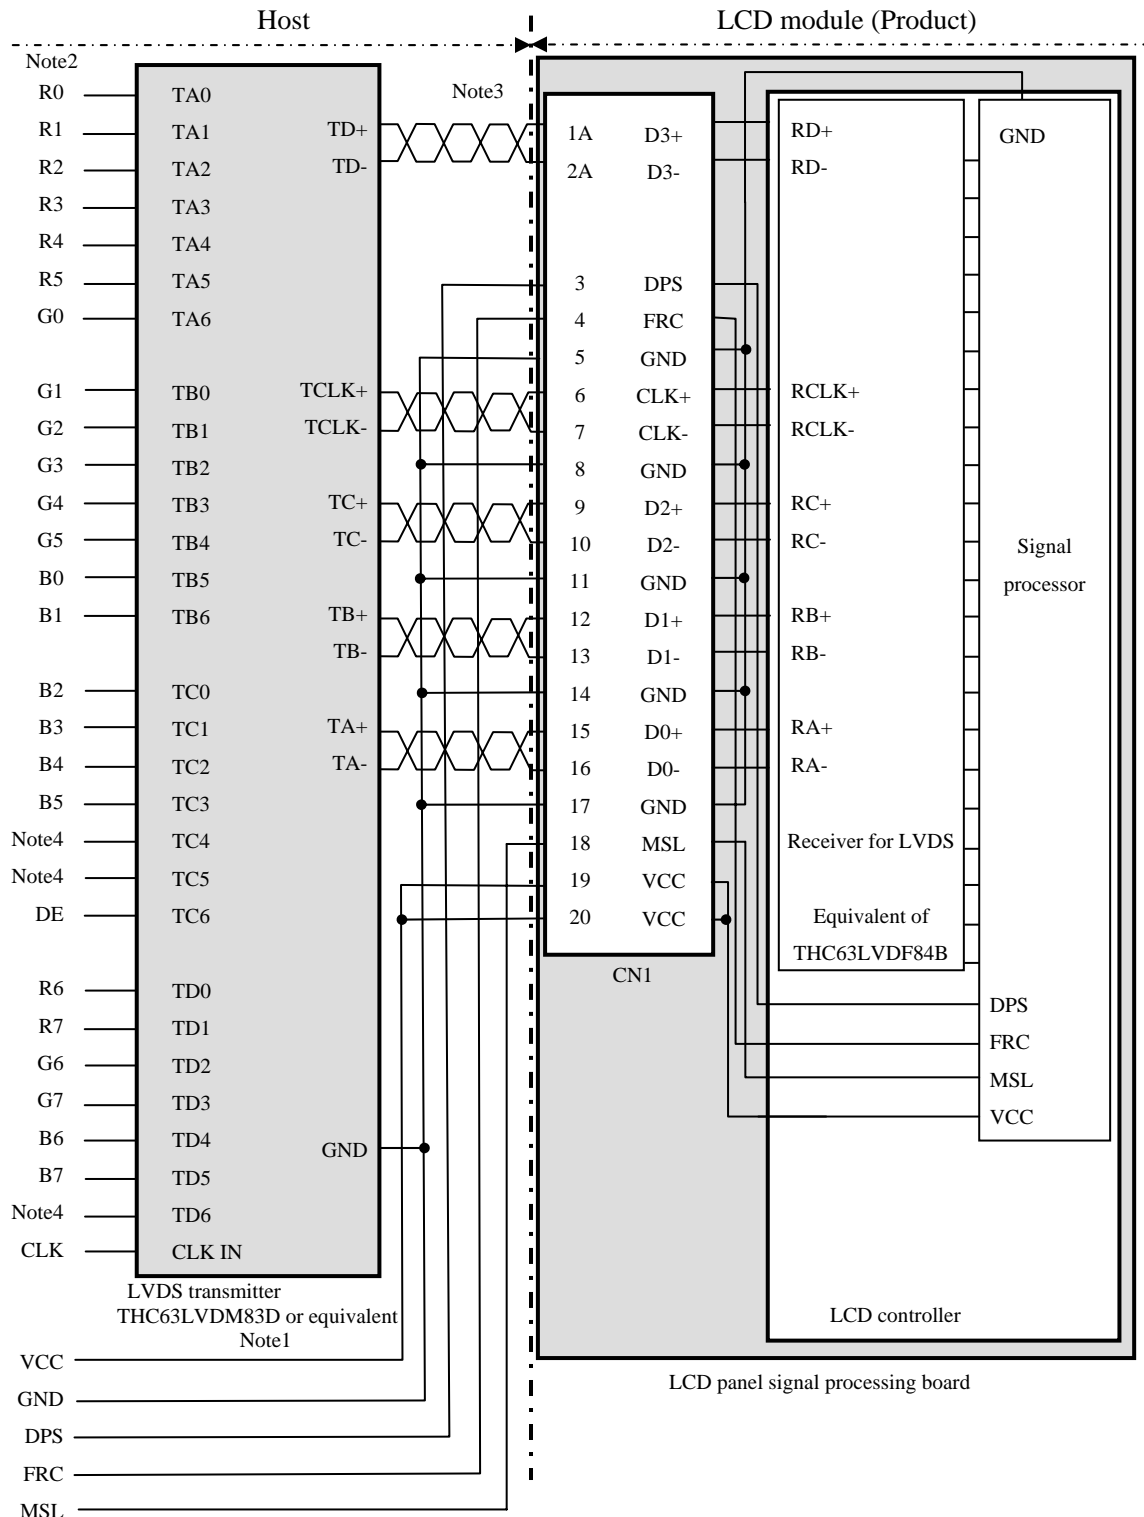 Host
LCD module (Product)
Note2
R0 TA0
R1 TA1
R2 TA2
R3 TA3
R4 TA4
R5 TA5
G0 TA6
G1 TB0
G2 TB1
G3 TB2
G4 TB3
G5 TB4
B0 TB5
B1 TB6
B2 TC0
B3 TC1
B4 TC2
B5 TC3
Note4 TC4
Note4 TC5
DE TC6
R6 TD0
R7 TD1
G6 TD2
G7 TD3
B6 TD4
B7 TD5
Note4 TD6
CLK CLK IN
TD+
TD-
TCLK+
TCLK-
TC+
TC-
TB+
TB-
TA+
TA-
GND
LVDS transmitter
THC63LVDM83D or equivalent
Note1
VCC
GND
DPS
FRC
MSL
Note3
1A D3+
2A D3-
3 DPS
4 FRC
5 GND
6 CLK+
7 CLK-
8 GND
9 D2+
10 D2-
11 GND
12 D1+
13 D1-
14 GND
15 D0+
16 D0-
17 GND
18 MSL
19 VCC
20 VCC
CN1
RD+
RD-
RCLK+
RCLK-
RC+
RC-
RB+
RB-
RA+
RA-
Receiver for LVDS
Equivalent of
THC63LVDF84B
GND
Signal
processor
DPS
FRC
MSL
VCC
LCD controller
LCD panel signal processing board